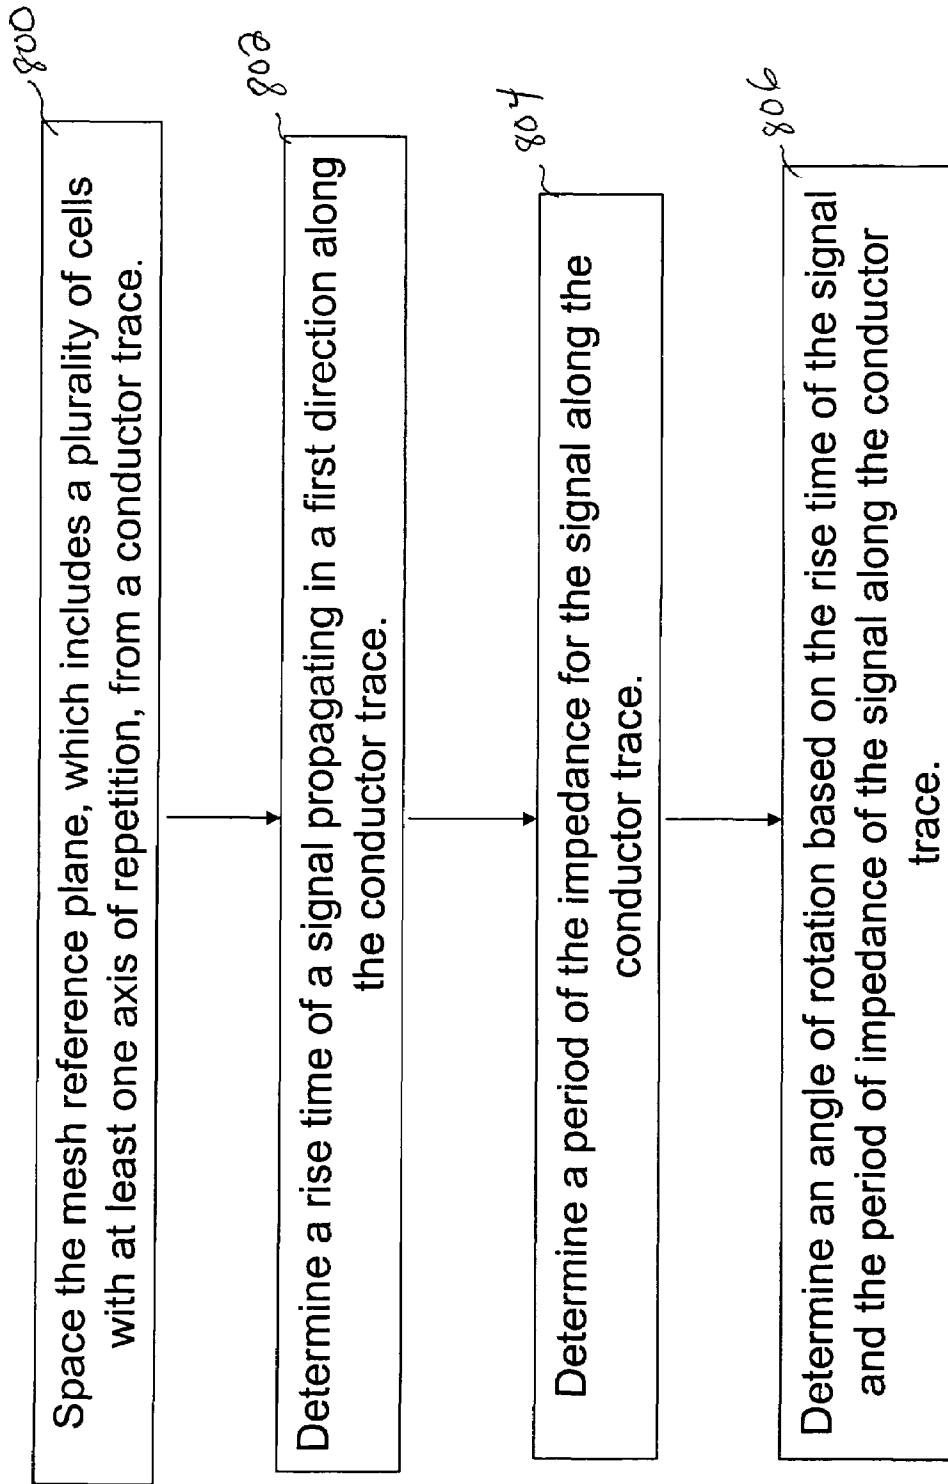 800
Space the mesh reference plane, which includes a plurality of cells
with at least one axis of repetition, from a conductor trace.
802
Determine a rise time of a signal propagating in a first direction along
the conductor trace.
804
Determine a period of the impedance for the signal along the
conductor trace.
806
Determine an angle of rotation based on the rise time of the signal
and the period of impedance of the signal along the conductor
trace.